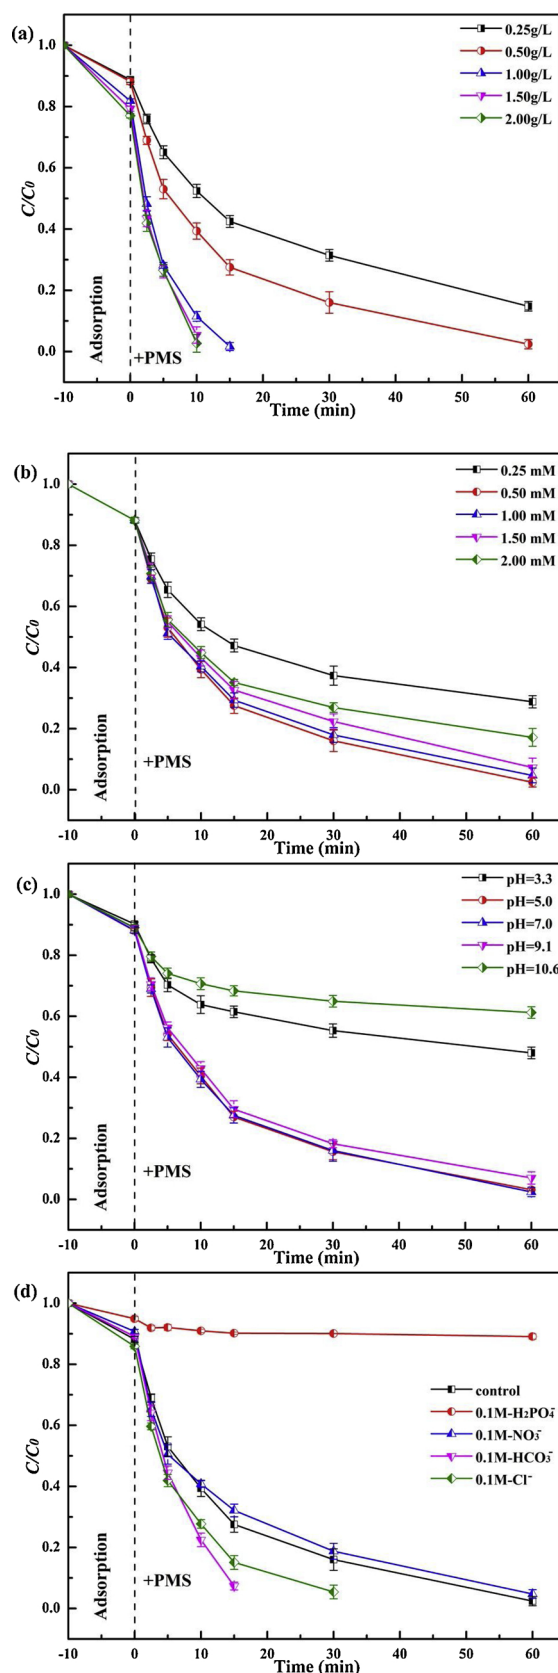 (a)
0.25g/L
0.50g/L
1.00g/L
1.50g/L
2.00g/L
C/C0
1.0
0.8
0.6
0.4
0.2
0.0
Adsorption
+PMS
-10 0 10 20 30 40 50 60
Time (min)
(b)
0.25 mM
0.50 mM
1.00 mM
1.50 mM
2.00 mM
C/C0
1.0
0.8
0.6
0.4
0.2
0.0
Adsorption
+PMS
-10 0 10 20 30 40 50 60
Time (min)
(c)
pH=3.3
pH=5.0
pH=7.0
pH=9.1
pH=10.6
C/C0
1.0
0.8
0.6
0.4
0.2
0.0
Adsorption
+PMS
-10 0 10 20 30 40 50 60
Time (min)
(d)
control
0.1M-H₂PO₄⁻
0.1M-NO₃⁻
0.1M-HCO₃⁻
0.1M-Cl⁻
C/C0
1.0
0.8
0.6
0.4
0.2
0.0
Adsorption
+PMS
-10 0 10 20 30 40 50 60
Time (min)